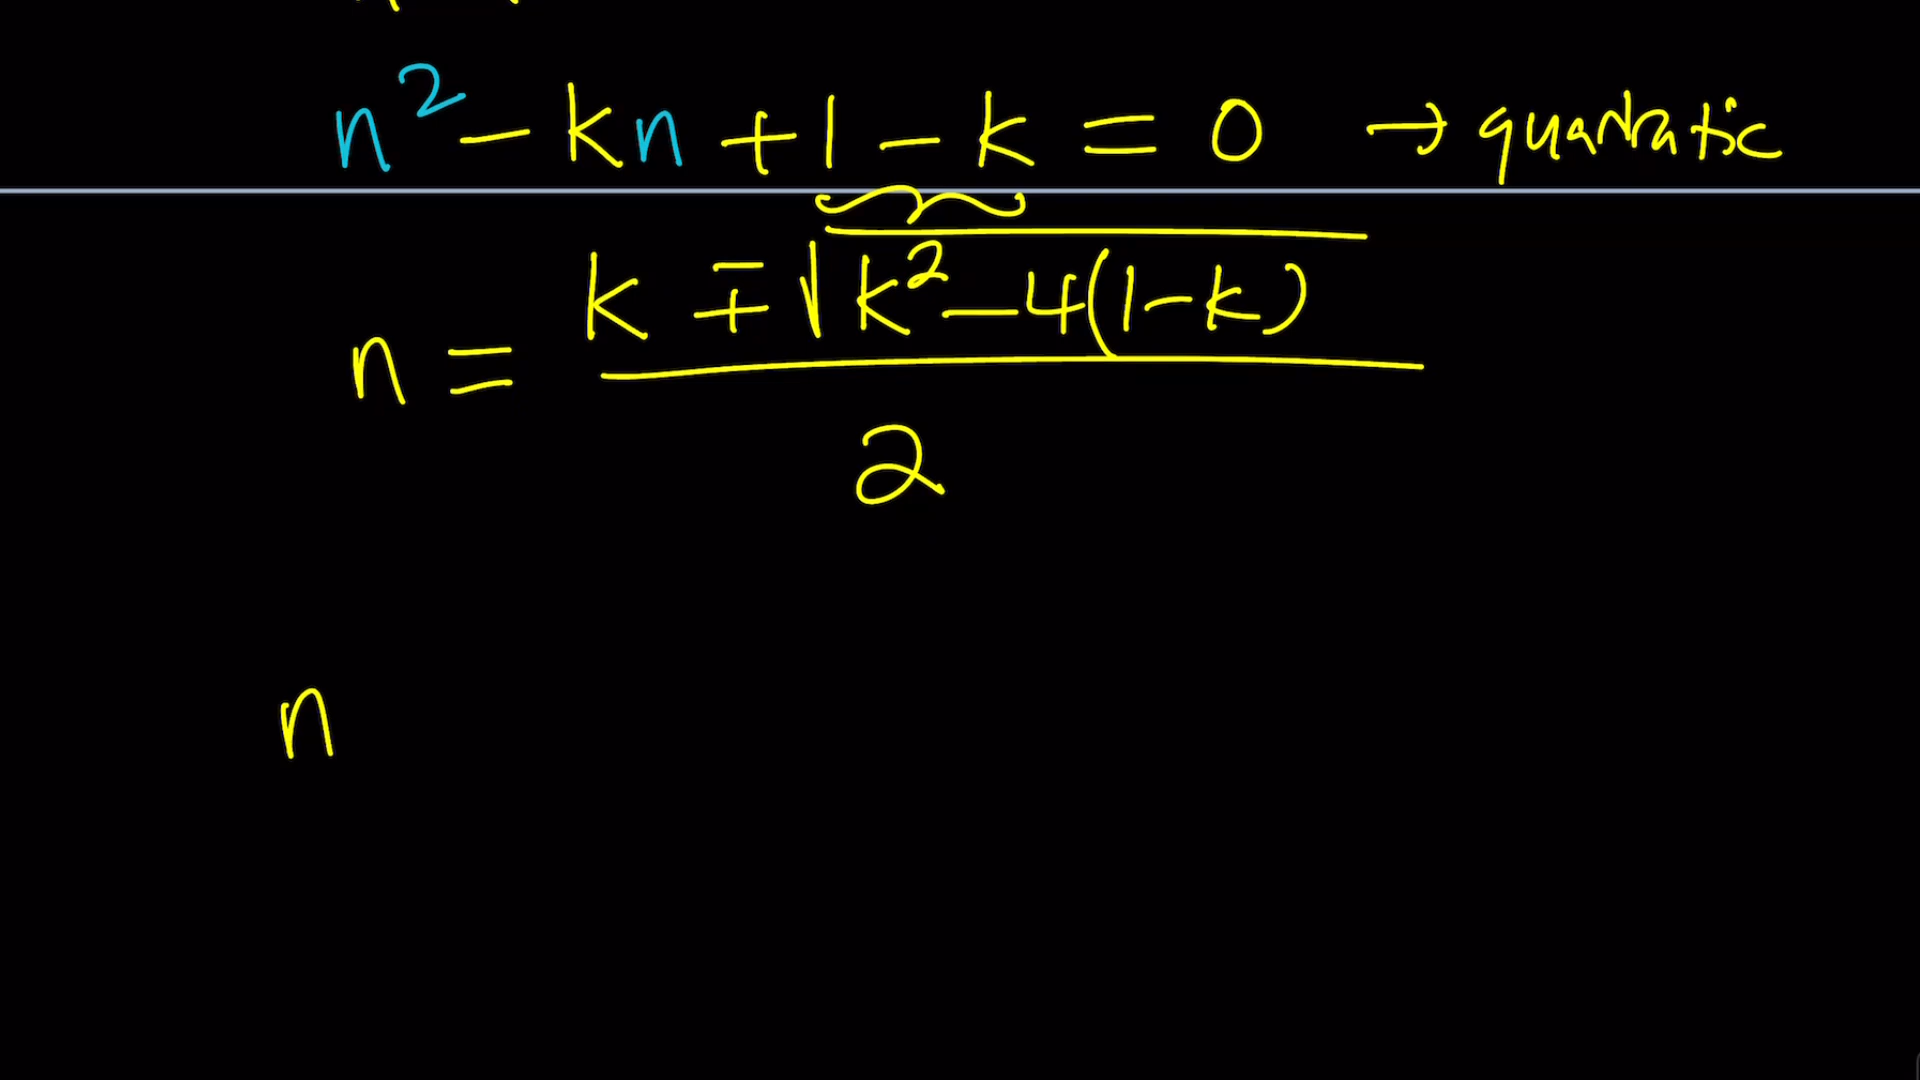 n² - kn + 1 - k = 0 → quadratic
n = (k ∓ √(k² - 4(1-k))) / 2
n